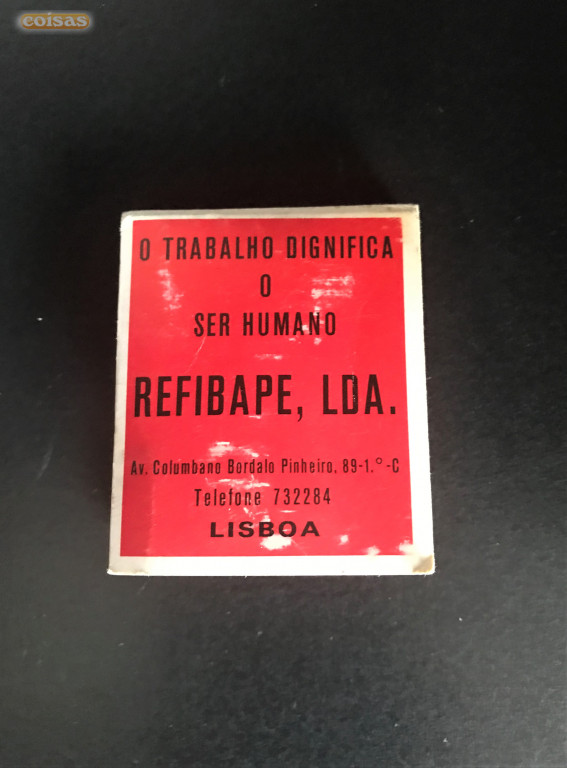 coisas
O TRABALHO DIGNIFICA
O
SER HUMANO
REFIBAPE, LDA.
Av. Columbano Bordalo Pinheiro, 89-1.º-C
Telefone 732284
LISBOA